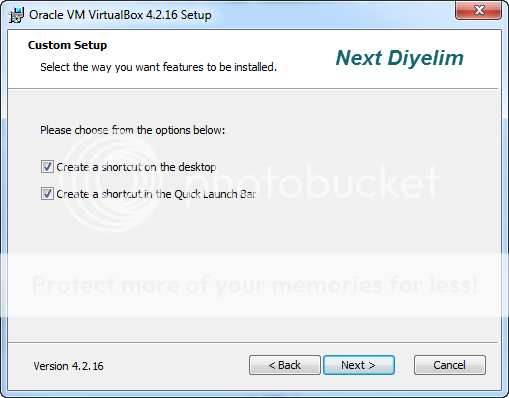 Oracle VM VirtualBox 4.2.16 Setup
Custom Setup
Select the way you want features to be installed.
Next Diyelim
Please choose from the options below:
Create a shortcut on the desktop
Create a shortcut in the Quick Launch Bar
photobucket
Protect more of your memories for less!
Version 4.2.16
< Back
Next >
Cancel